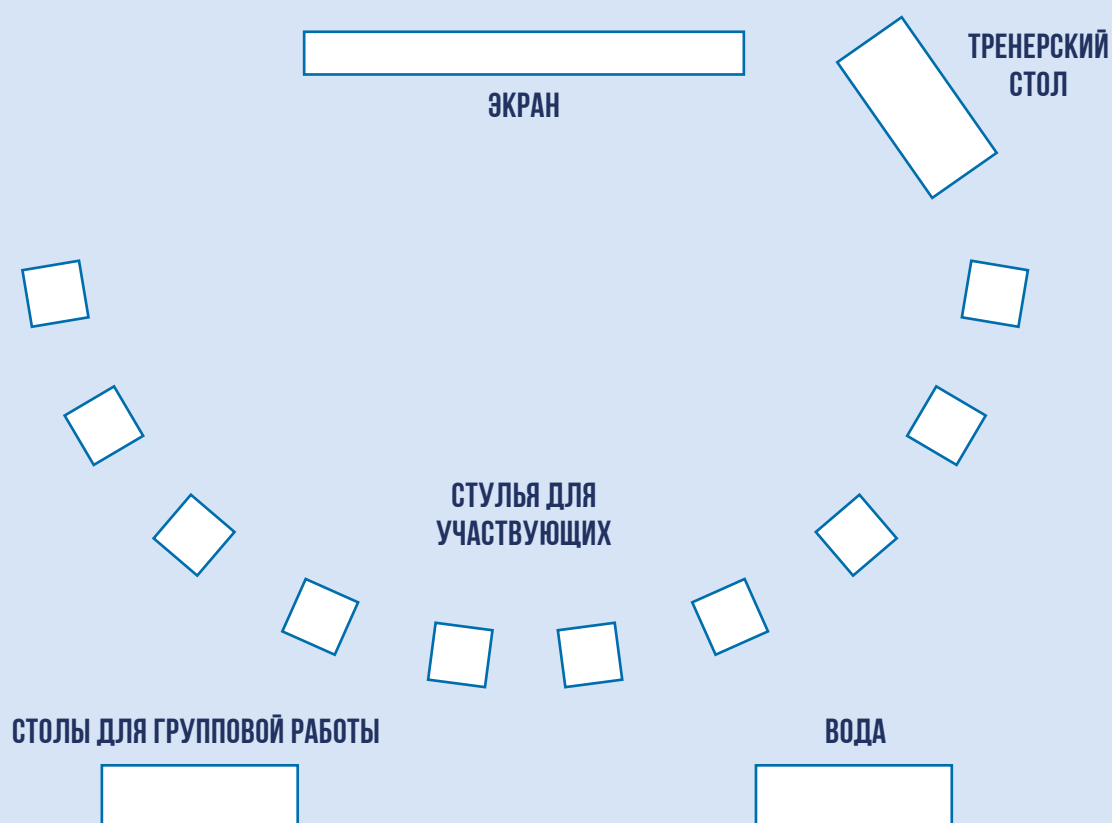 ЭКРАН
ТРЕНЕРСКИЙ
СТОЛ
СТУЛЬЯ ДЛЯ
УЧАСТВУЮЩИХ
СТОЛЫ ДЛЯ ГРУППОВОЙ РАБОТЫ
ВОДА